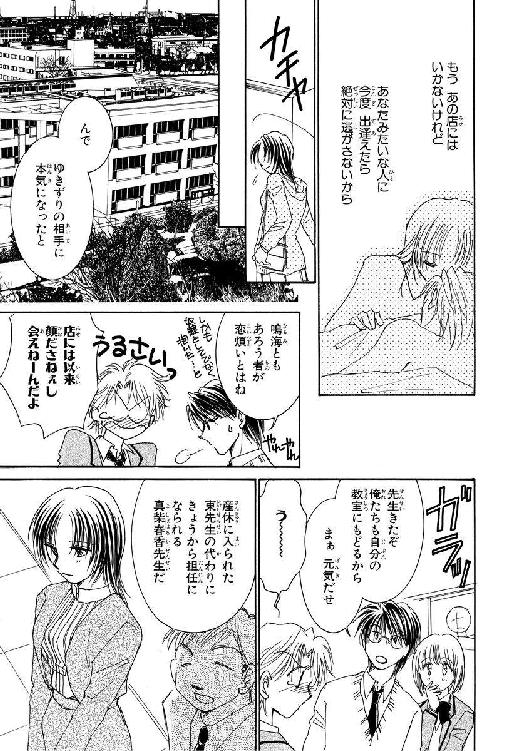 もう あの店には
いかないけれど
あなたみたいな人に
今度 出逢えたら
絶対に逃がさないから
カチャ
んで
ゆきずりの相手に
本気になったと
鳴海とも
あろう者が
恋煩いとはね
うるさいっ
店には以来
顔ださねぇし
会えねーんだよ
ガラッ
先生きたぞ
俺たちも自分の
教室にもどるから
まぁ 元気だせ
う〜〜〜
産休に入られた
東先生の代わりに
きょうから担任に
なられる
真柴春香先生だ